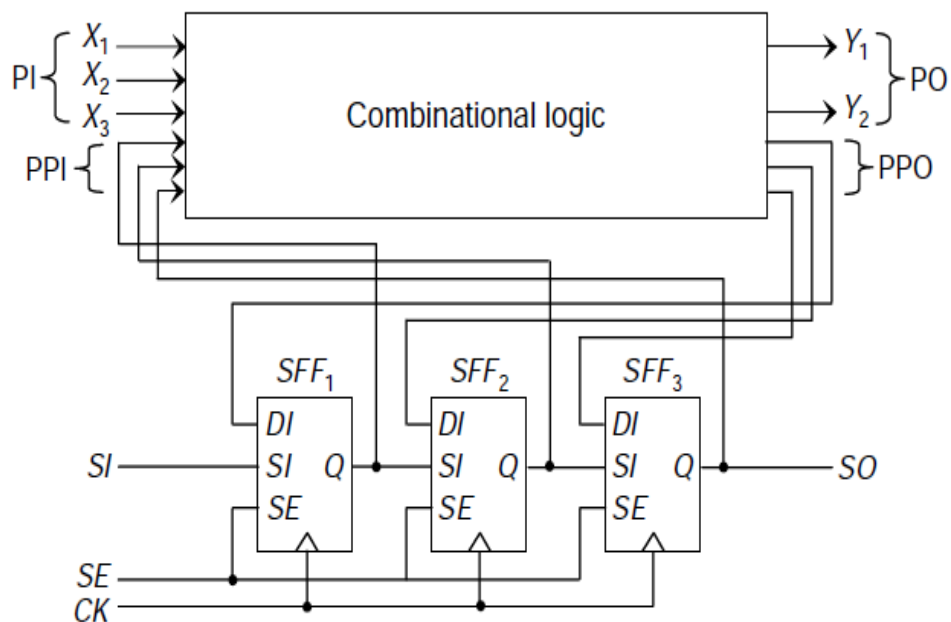 PI
X₁
X₂
X₃
PPI
Combinational logic
Y₁
Y₂
PO
PPO
SFF₁
SFF₂
SFF₃
DI
SI Q
SE
DI
SI Q
SE
DI
SI Q
SE
SI
SO
SE
CK